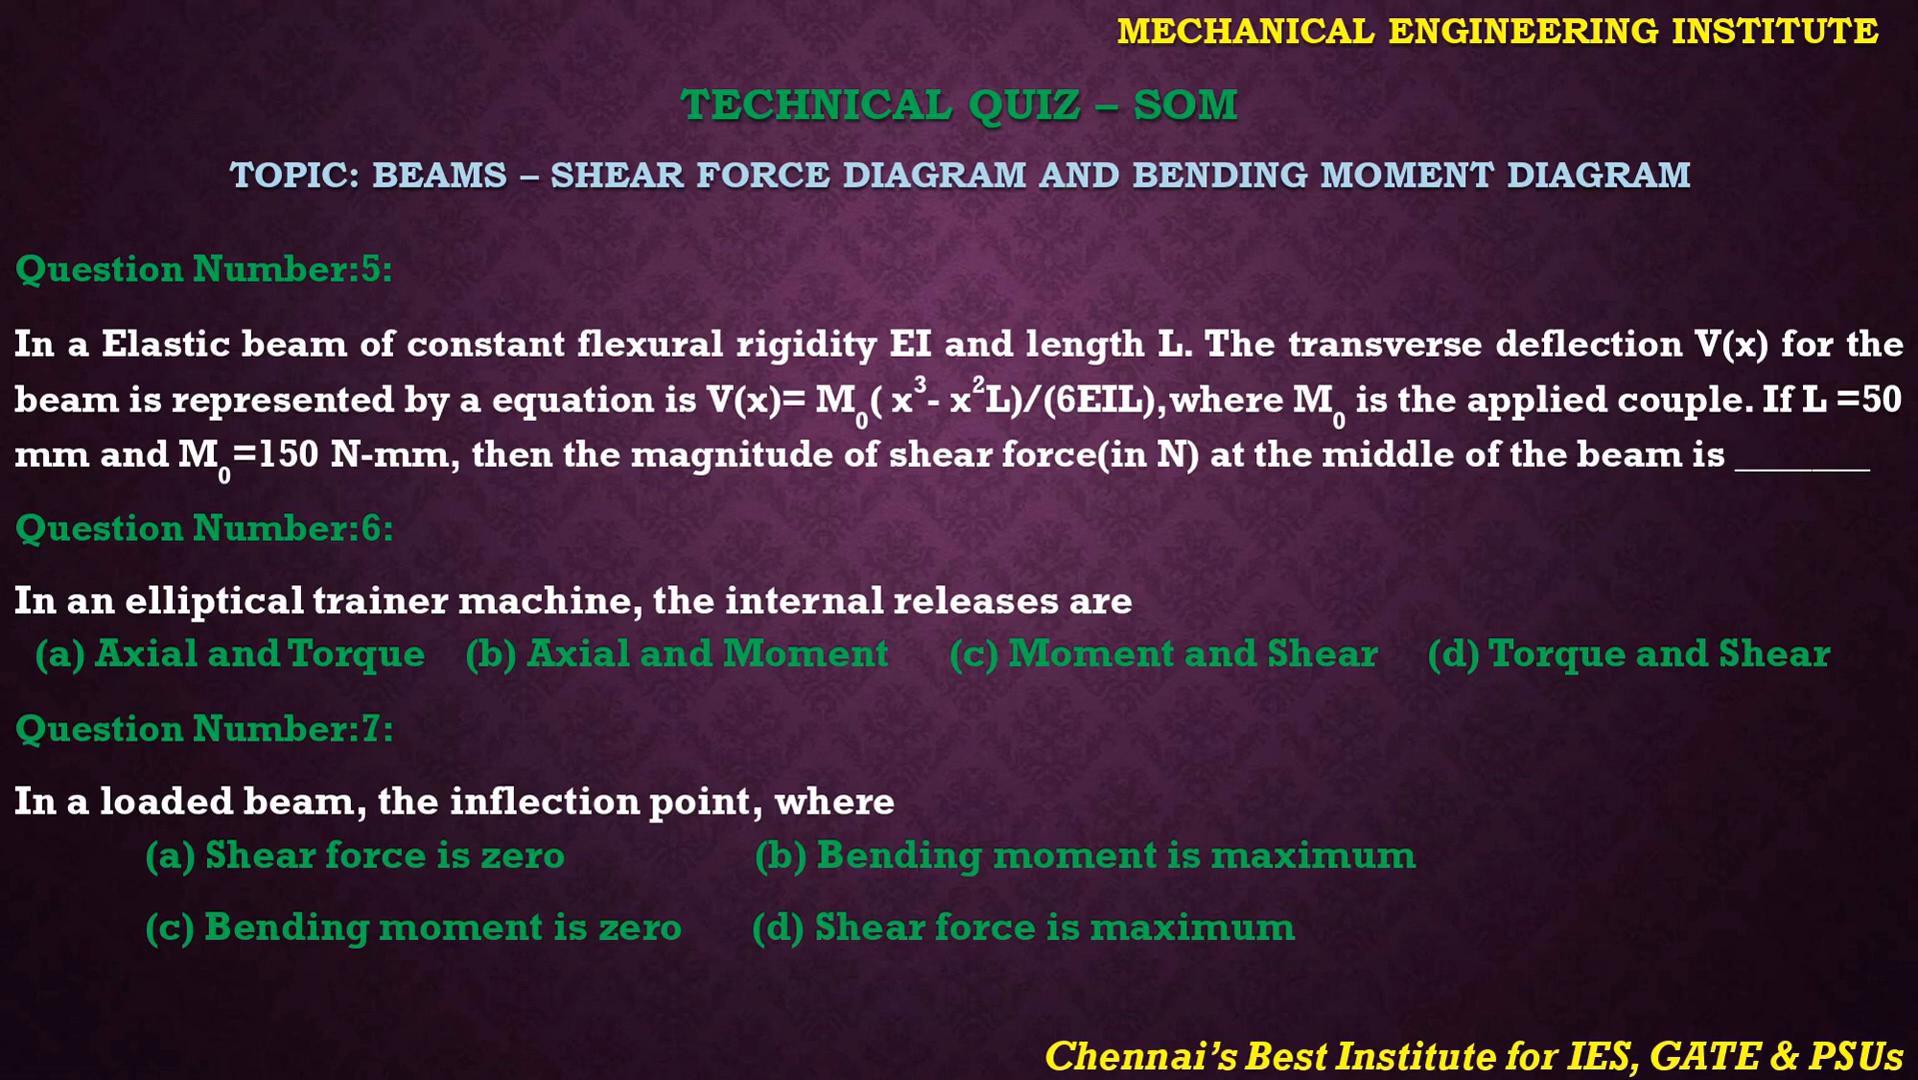 MECHANICAL ENGINEERING INSTITUTE
TECHNICAL QUIZ – SOM
TOPIC: BEAMS – SHEAR FORCE DIAGRAM AND BENDING MOMENT DIAGRAM
Question Number:5:
In a Elastic beam of constant flexural rigidity EI and length L. The transverse deflection V(x) for the
beam is represented by a equation is V(x)= M₀( x³- x²L)/(6EIL),where M₀ is the applied couple. If L =50
mm and M₀=150 N-mm, then the magnitude of shear force(in N) at the middle of the beam is _______
Question Number:6:
In an elliptical trainer machine, the internal releases are
(a) Axial and Torque (b) Axial and Moment (c) Moment and Shear (d) Torque and Shear
Question Number:7:
In a loaded beam, the inflection point, where
(a) Shear force is zero (b) Bending moment is maximum
(c) Bending moment is zero (d) Shear force is maximum
Chennai’s Best Institute for IES, GATE & PSUs